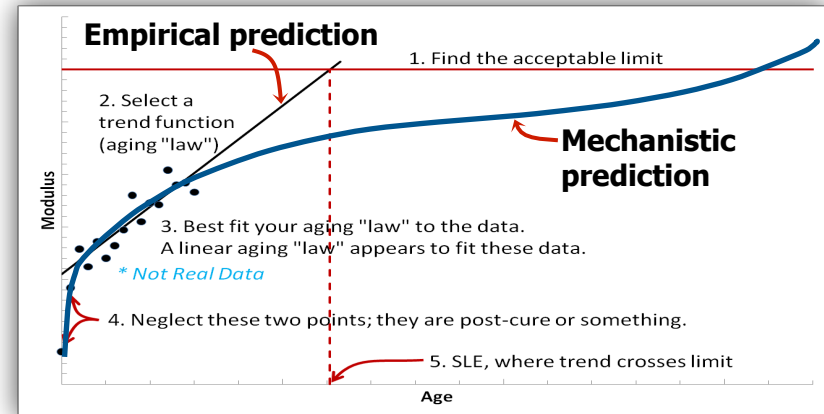 Empirical prediction
1. Find the acceptable limit
2. Select a
trend function
(aging "law")
Mechanistic
prediction
Modulus
3. Best fit your aging "law" to the data.
A linear aging "law" appears to fit these data.
* Not Real Data
4. Neglect these two points; they are post-cure or something.
5. SLE, where trend crosses limit
Age